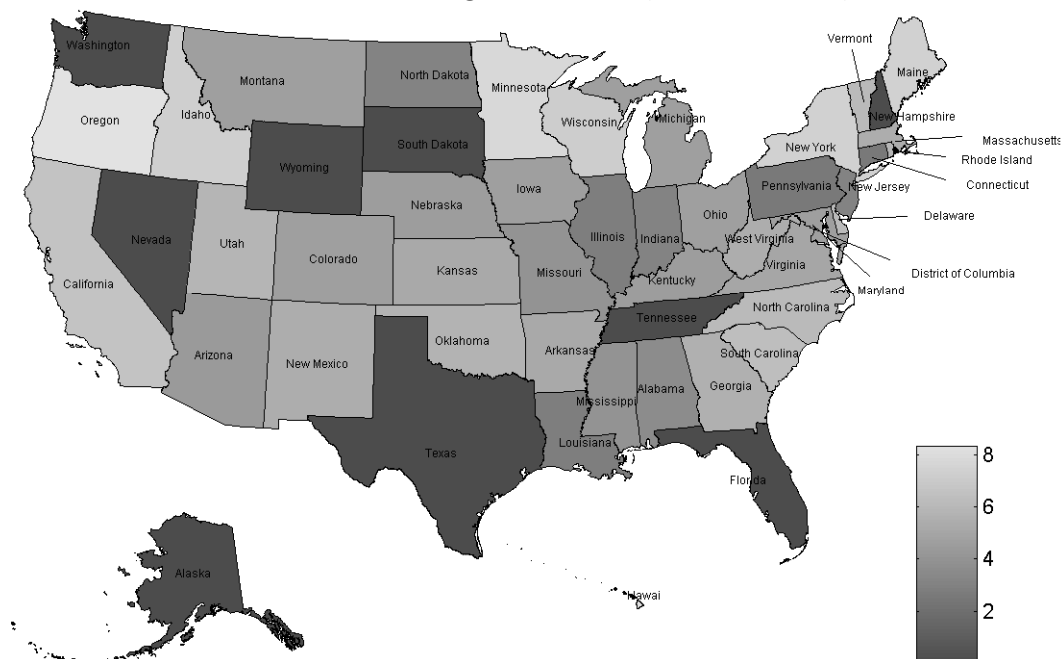 Vermont
Washington
Maine
North Dakota
Montana
Minnesota
Idaho
New Hampshire
Oregon
Wisconsin
Michigan
Massachusetts
South Dakota
New York
Rhode Island
Wyoming
Connecticut
Pennsylvania
New Jersey
Iowa
Nebraska
Delaware
Ohio
Nevada
Utah
Illinois
Indiana
West Virginia
Colorado
Kansas
Missouri
Virginia
District of Columbia
California
Kentucky
Maryland
North Carolina
Tennessee
Oklahoma
Arizona
New Mexico
Arkansas
South Carolina
Georgia
Alabama
Mississippi
Louisiana
Texas
Florida
8
6
4
2
Alaska
Hawai